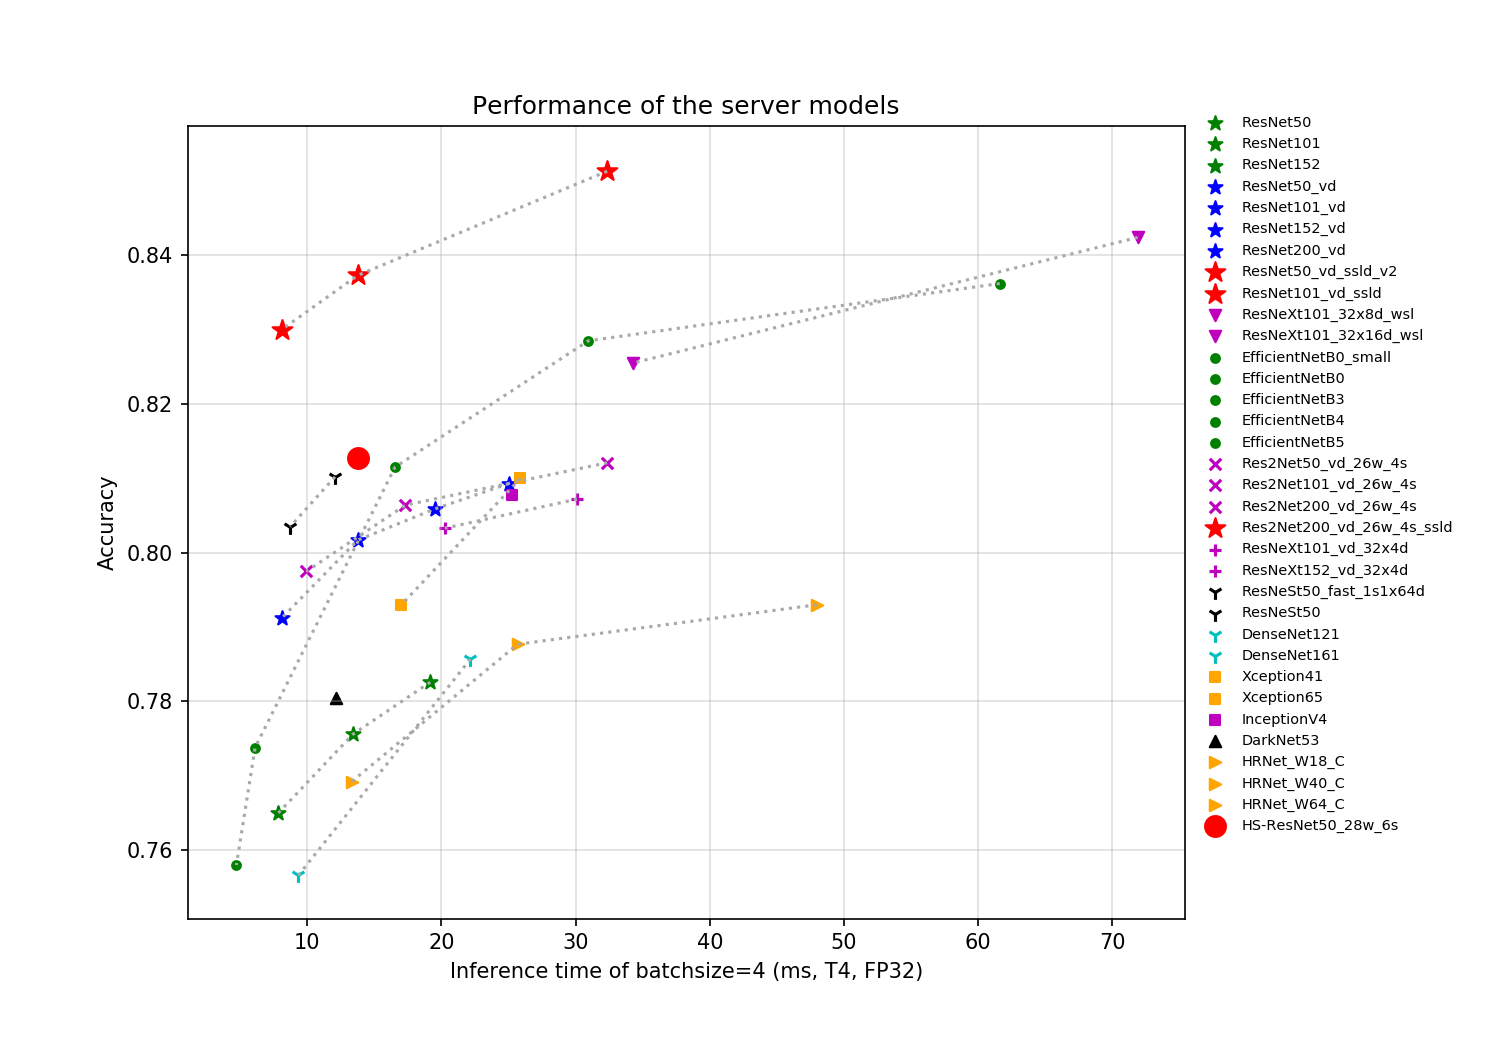 Performance of the server models
0.84
0.82
0.80
0.78
0.76
Accuracy
10 20 30 40 50 60 70
Inference time of batchsize=4 (ms, T4, FP32)
ResNet50
ResNet101
ResNet152
ResNet50_vd
ResNet101_vd
ResNet152_vd
ResNet200_vd
ResNet50_vd_ssld_v2
ResNet101_vd_ssld
ResNeXt101_32x8d_wsl
ResNeXt101_32x16d_wsl
EfficientNetB0_small
EfficientNetB0
EfficientNetB3
EfficientNetB4
EfficientNetB5
Res2Net50_vd_26w_4s
Res2Net101_vd_26w_4s
Res2Net200_vd_26w_4s
Res2Net200_vd_26w_4s_ssld
ResNeXt101_vd_32x4d
ResNeXt152_vd_32x4d
ResNeSt50_fast_1s1x64d
ResNeSt50
DenseNet121
DenseNet161
Xception41
Xception65
InceptionV4
DarkNet53
HRNet_W18_C
HRNet_W40_C
HRNet_W64_C
HS-ResNet50_28w_6s